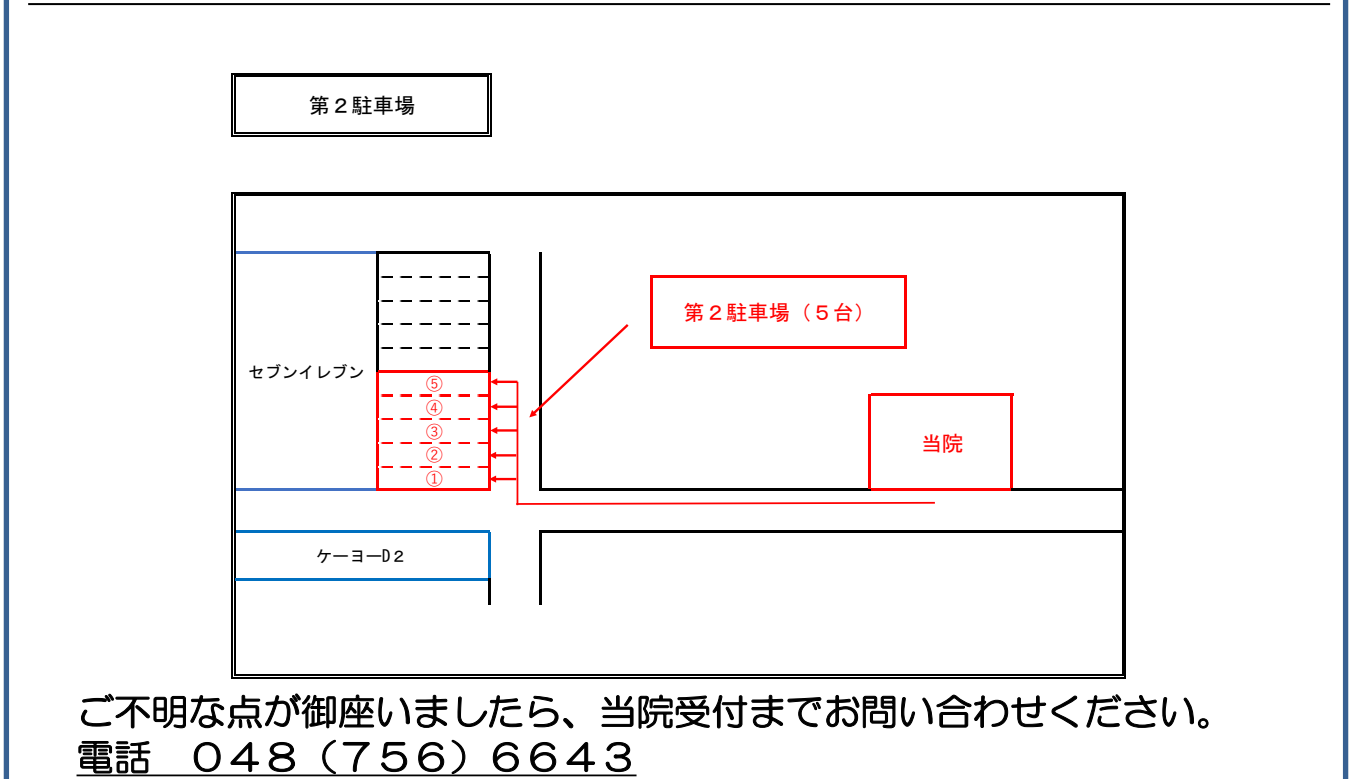 第２駐車場
第２駐車場（５台）
セブンイレブン
⑤
④
③
②
①
当院
ケーヨーD２
ご不明な点が御座いましたら、当院受付までお問い合わせください。
電話　０４８（７５６）６６４３